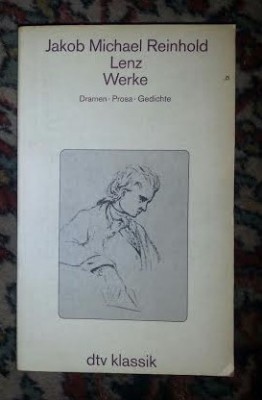 Jakob Michael Reinhold
Lenz
Werke
Dramen · Prosa · Gedichte
dtv klassik